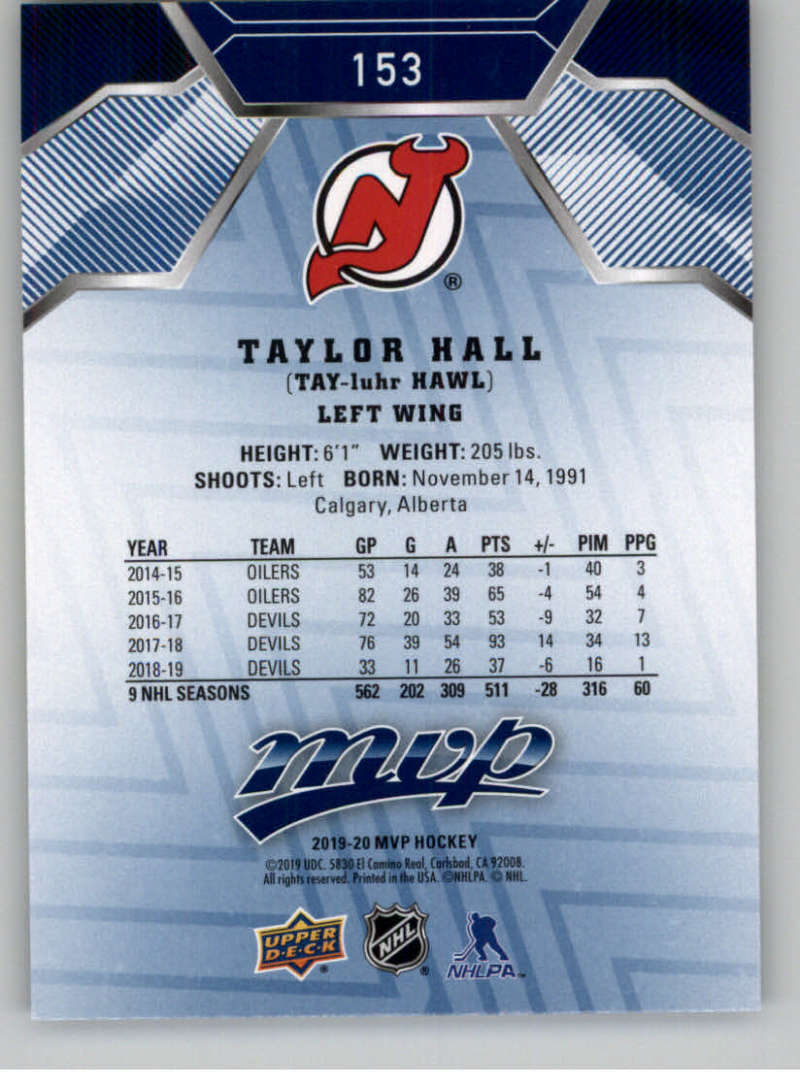 153
NJ
®
TAYLOR HALL
(TAY-luhr HAWL)
LEFT WING
HEIGHT: 6'1" WEIGHT: 205 lbs.
SHOOTS: Left BORN: November 14, 1991
Calgary, Alberta
YEAR TEAM GP G A PTS +/- PIM PPG
2014-15 OILERS 53 14 24 38 -1 40 3
2015-16 OILERS 82 26 39 65 -4 54 4
2016-17 DEVILS 72 20 33 53 -9 32 7
2017-18 DEVILS 76 39 54 93 14 34 13
2018-19 DEVILS 33 11 26 37 -6 16 1
9 NHL SEASONS 562 202 309 511 -28 316 60
mvp
2019-20 MVP HOCKEY
©2019 UDC. 5830 El Camino Real, Carlsbad, CA 92008.
All rights reserved. Printed in the USA. ©NHLPA. © NHL.
UPPER D·E·C·K ® NHL ® NHLPA™